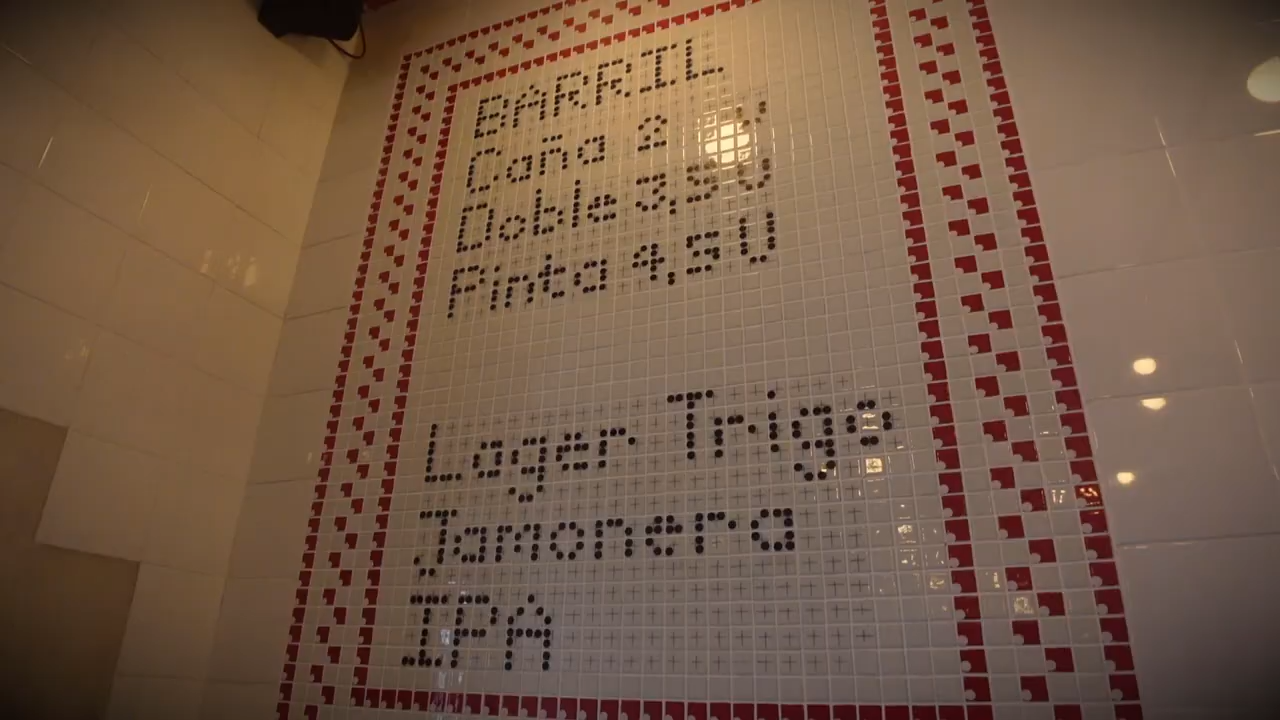 BARRIL
Caña 2
Doble 3,50
Pinta 4,50
Lager Trigo
Jamonera
IPA